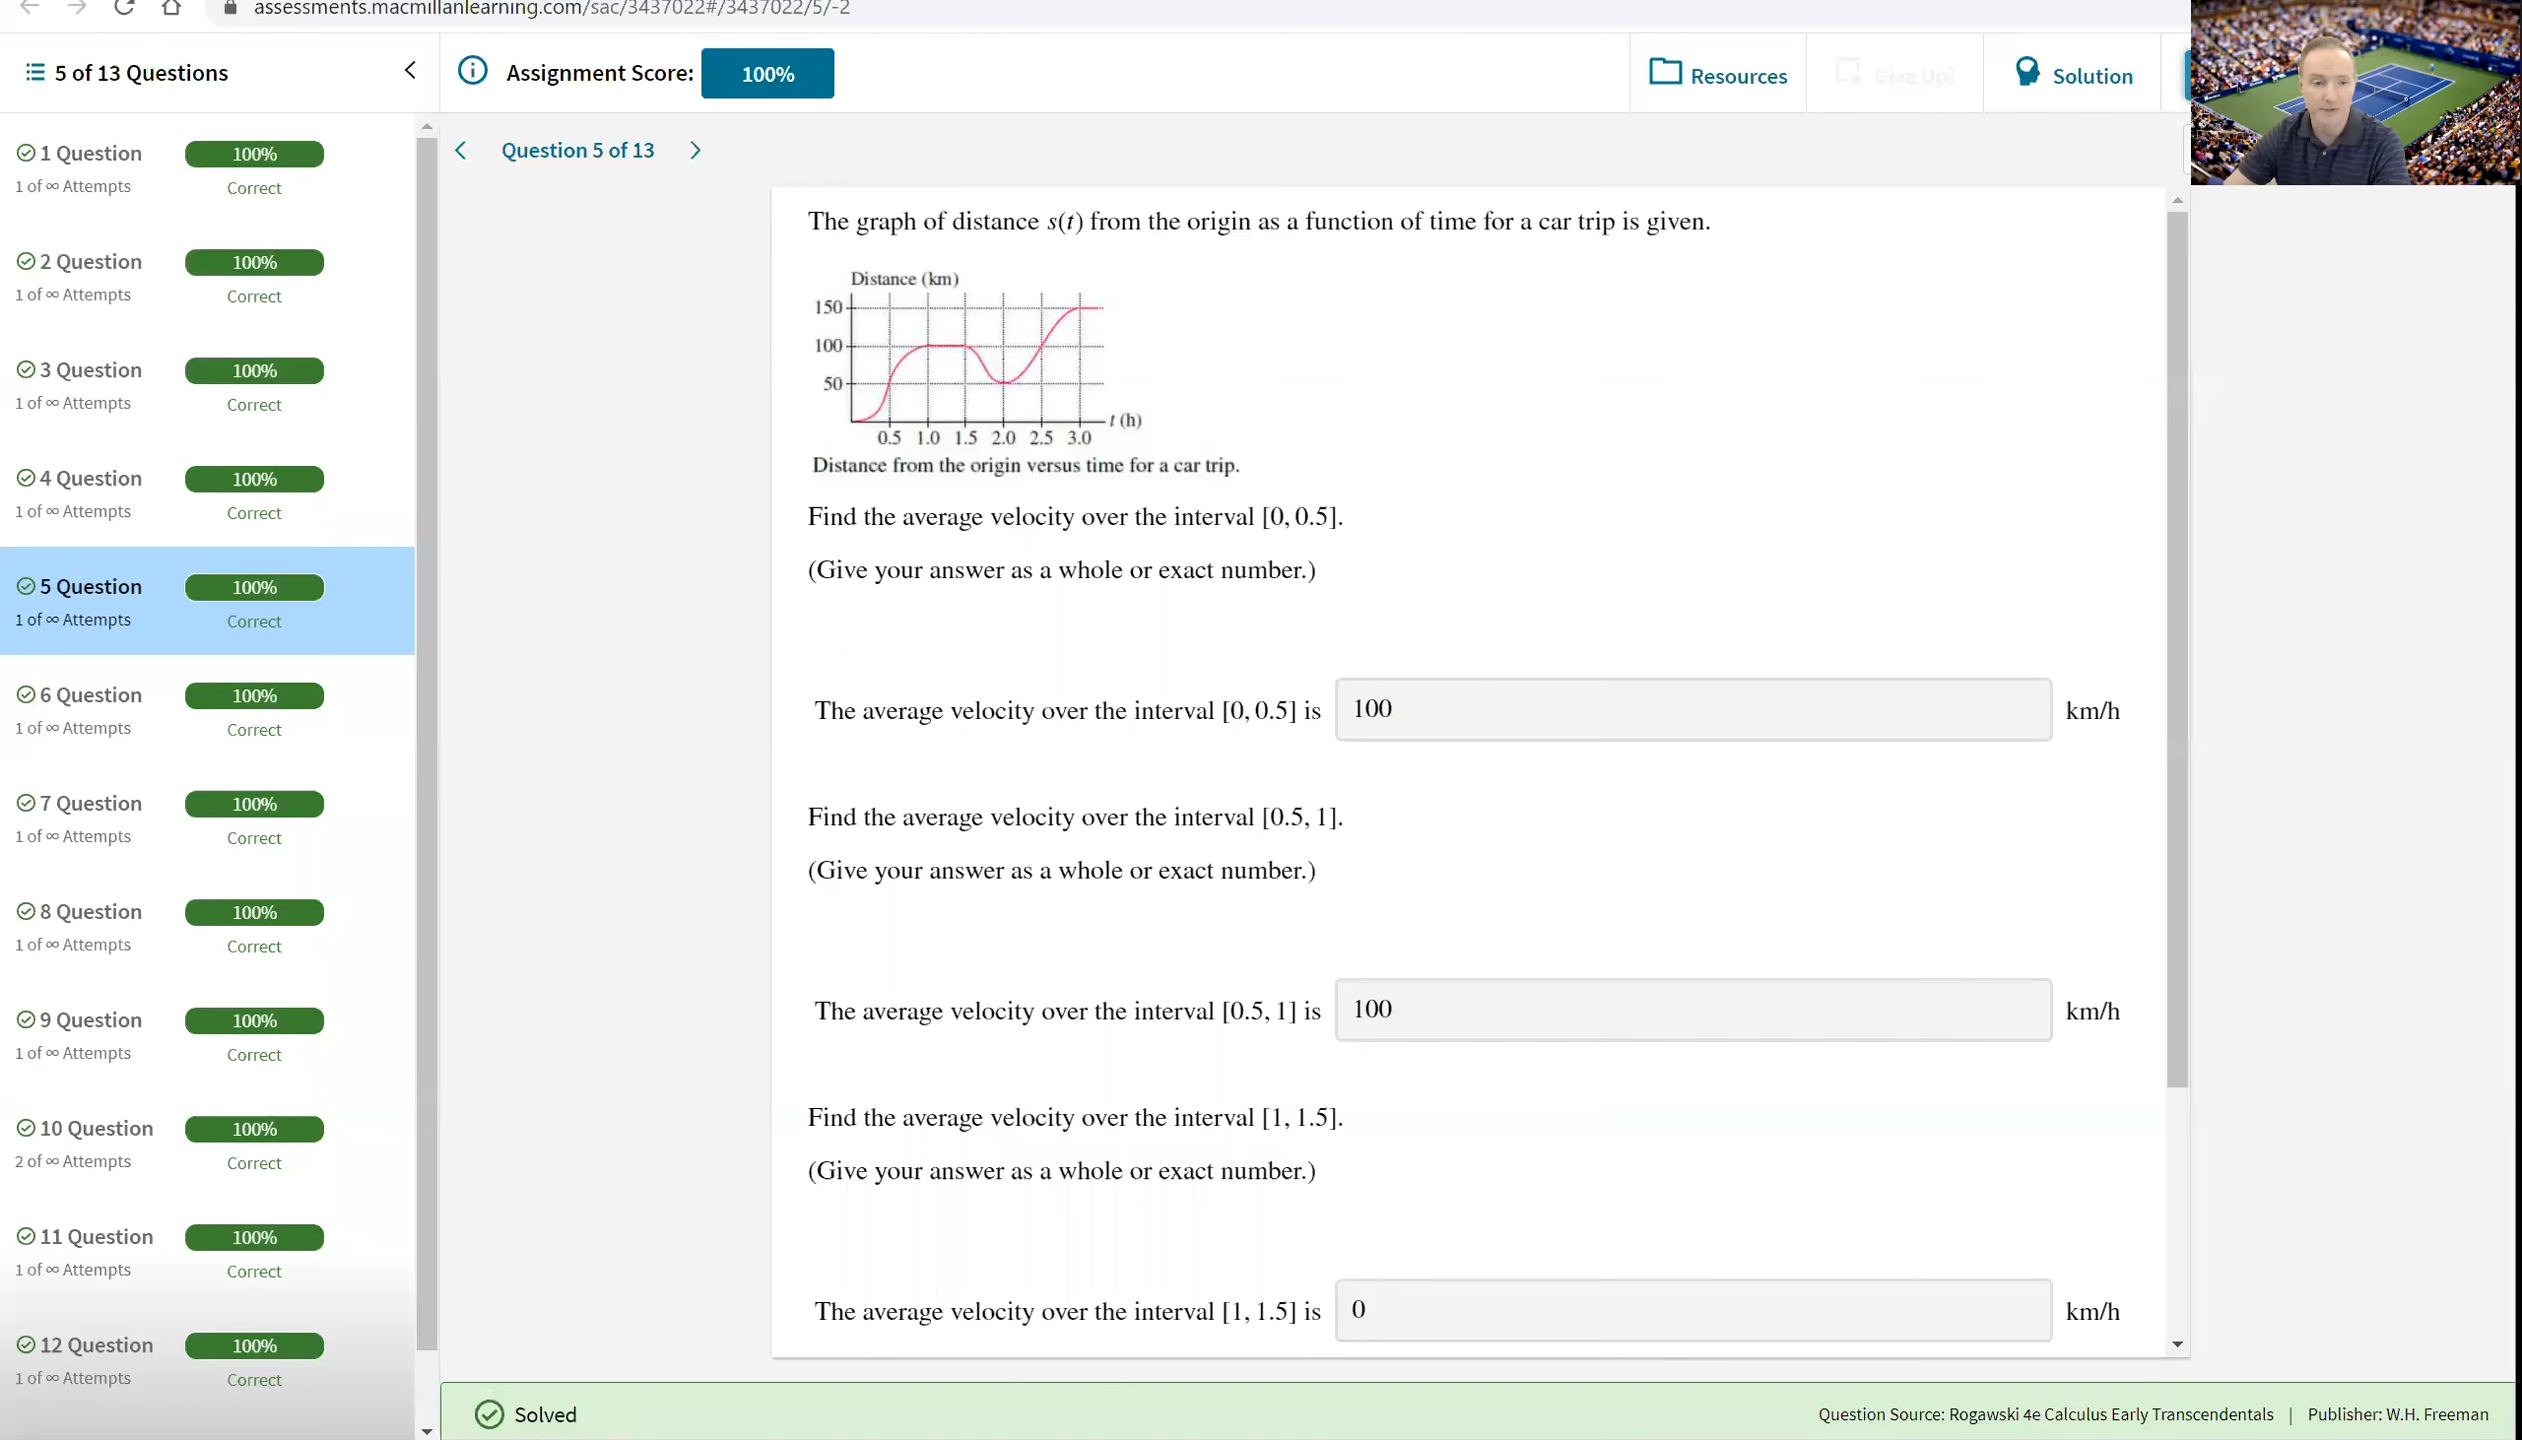 assessments.macmillanlearning.com/sac/3437022#/3437022/5/-2
5 of 13 Questions
Assignment Score: 100%
Resources
Give Up?
Solution
1 Question 100%
1 of ∞ Attempts Correct
2 Question 100%
1 of ∞ Attempts Correct
3 Question 100%
1 of ∞ Attempts Correct
4 Question 100%
1 of ∞ Attempts Correct
5 Question 100%
1 of ∞ Attempts Correct
6 Question 100%
1 of ∞ Attempts Correct
7 Question 100%
1 of ∞ Attempts Correct
8 Question 100%
1 of ∞ Attempts Correct
9 Question 100%
1 of ∞ Attempts Correct
10 Question 100%
2 of ∞ Attempts Correct
11 Question 100%
1 of ∞ Attempts Correct
12 Question 100%
1 of ∞ Attempts Correct
Question 5 of 13
The graph of distance s(t) from the origin as a function of time for a car trip is given.
Distance (km)
150
100
50
t (h)
0.5 1.0 1.5 2.0 2.5 3.0
Distance from the origin versus time for a car trip.
Find the average velocity over the interval [0, 0.5].
(Give your answer as a whole or exact number.)
The average velocity over the interval [0, 0.5] is 100 km/h
Find the average velocity over the interval [0.5, 1].
(Give your answer as a whole or exact number.)
The average velocity over the interval [0.5, 1] is 100 km/h
Find the average velocity over the interval [1, 1.5].
(Give your answer as a whole or exact number.)
The average velocity over the interval [1, 1.5] is 0 km/h
Solved
Question Source: Rogawski 4e Calculus Early Transcendentals | Publisher: W.H. Freeman